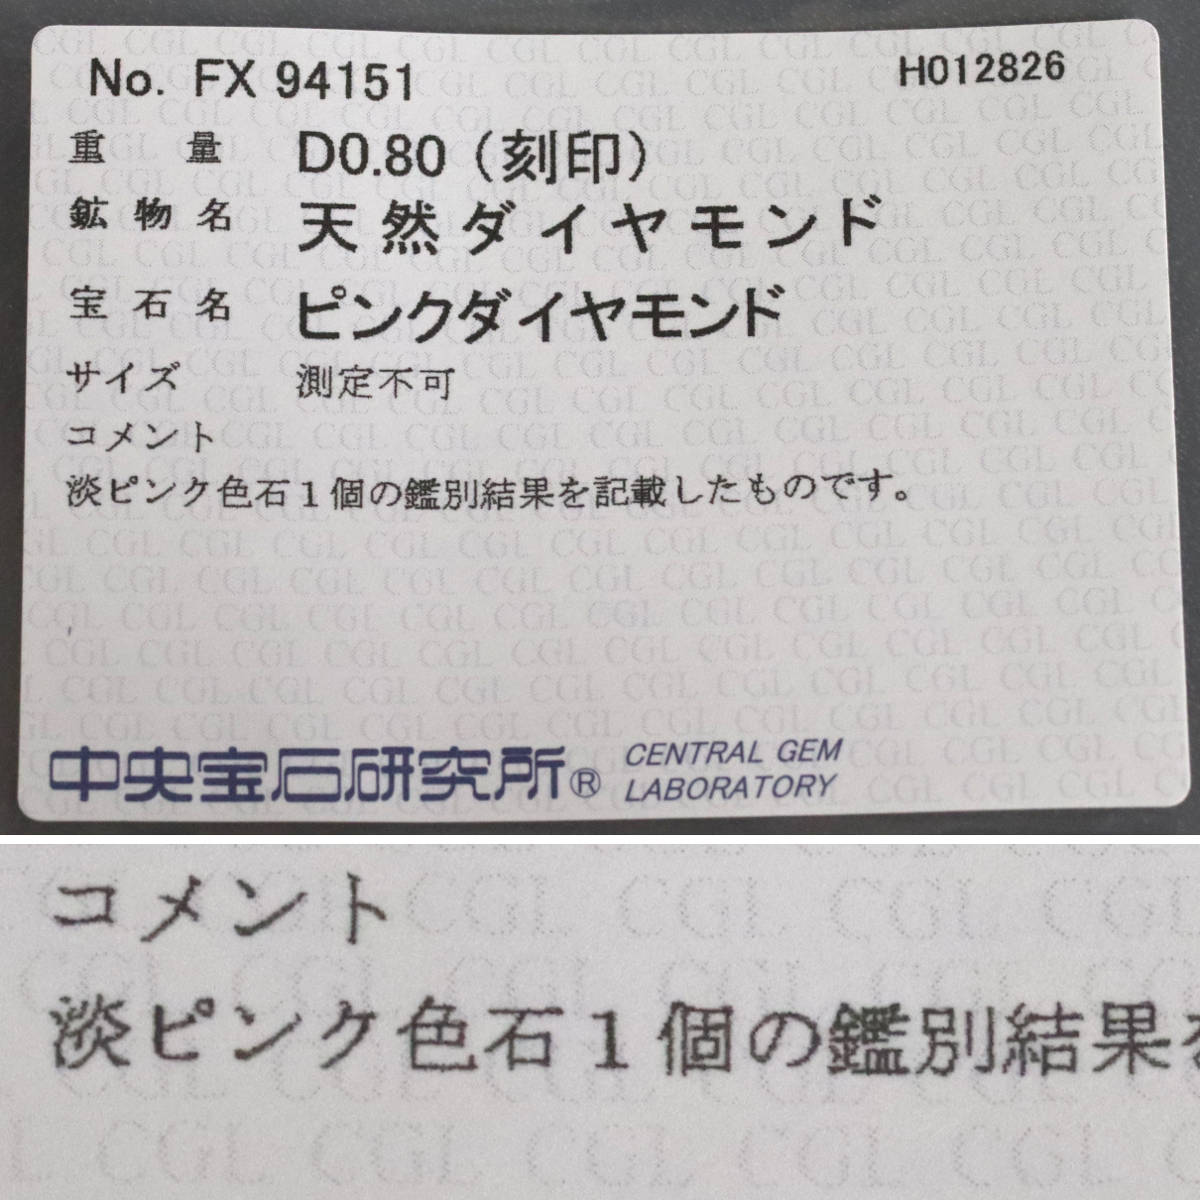 No. FX 94151 H012826
重量 D0.80（刻印）
鉱物名 天然ダイヤモンド
宝石名 ピンクダイヤモンド
サイズ 測定不可
コメント
淡ピンク色石1個の鑑別結果を記載したものです。
中央宝石研究所® CENTRAL GEM
LABORATORY
コメント
淡ピンク色石1個の鑑別結果を